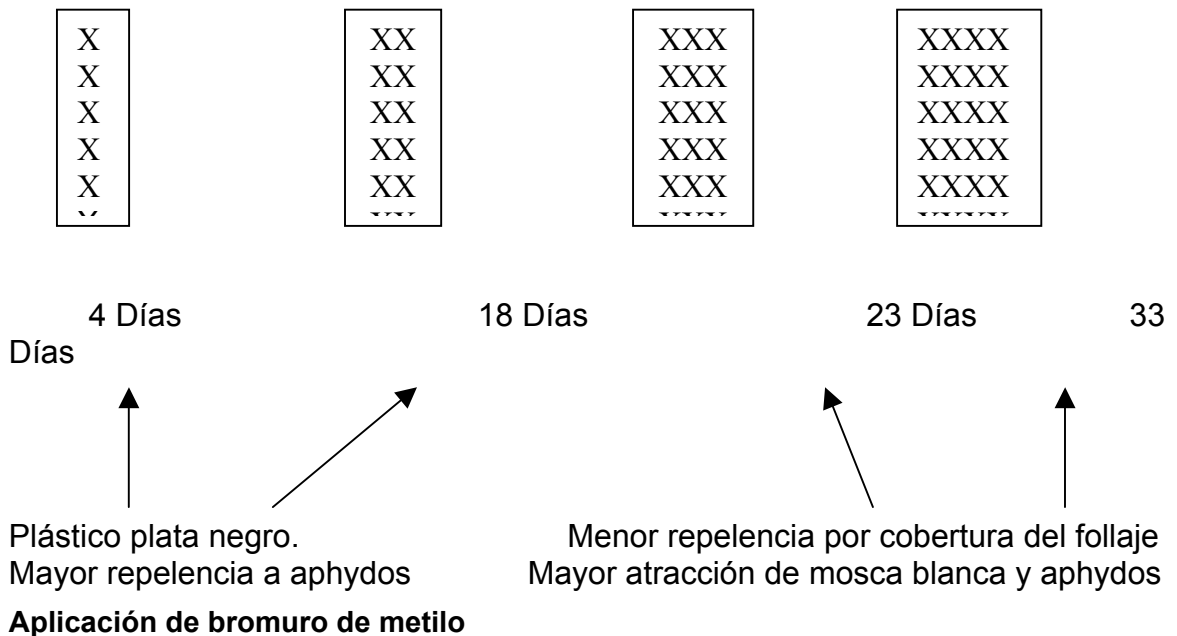 X XX XXX XXXX
X XX XXX XXXX
X XX XXX XXXX
X XX XXX XXXX
X XX XXX XXXX
4 Días 18 Días 23 Días 33
Días
Plástico plata negro. Menor repelencia por cobertura del follaje
Mayor repelencia a aphydos Mayor atracción de mosca blanca y aphydos
Aplicación de bromuro de metilo